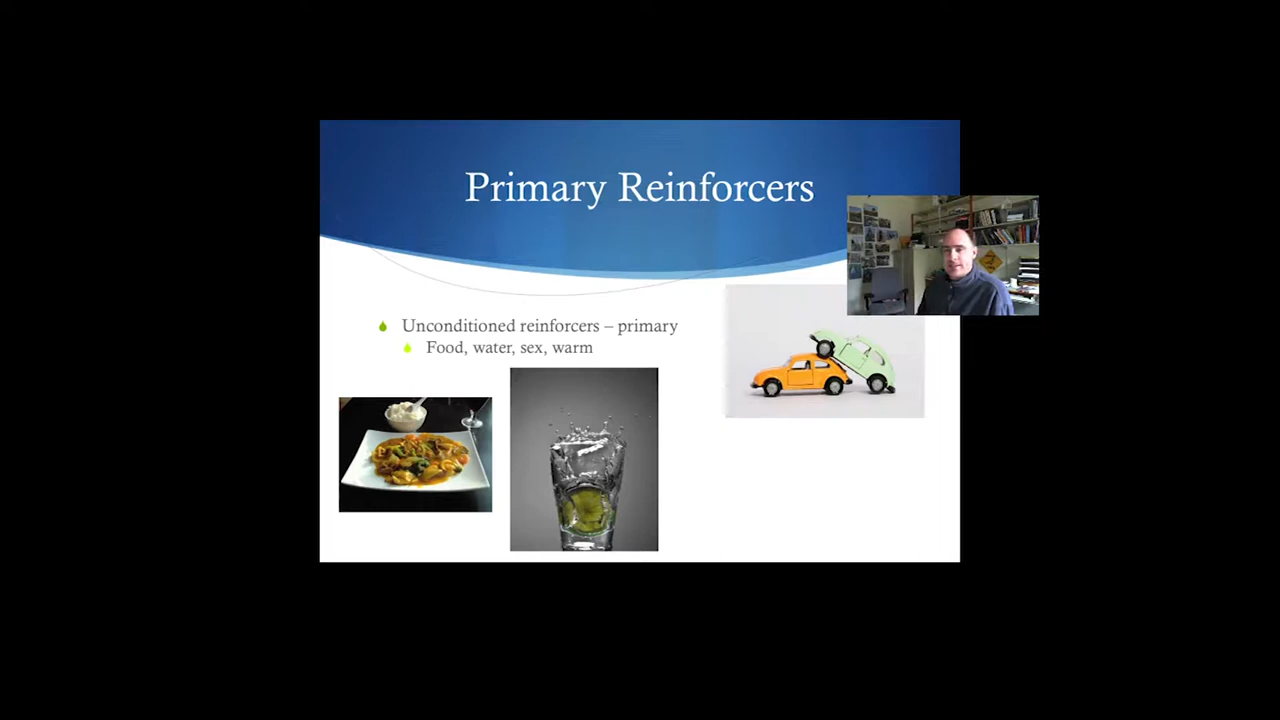 Primary Reinforcers
Unconditioned reinforcers – primary
Food, water, sex, warm